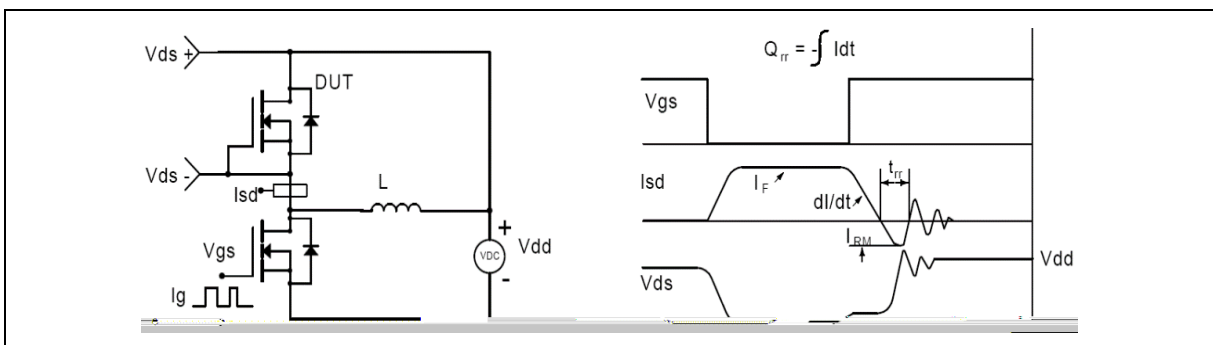 Vds +
DUT
Vds -
Isd
L
Vgs
+
VDC
Vdd
-
Ig
Q_rr = -∫ Idt
Vgs
t_rr
Isd
I_F
dI/dt
I_RM
Vdd
Vds